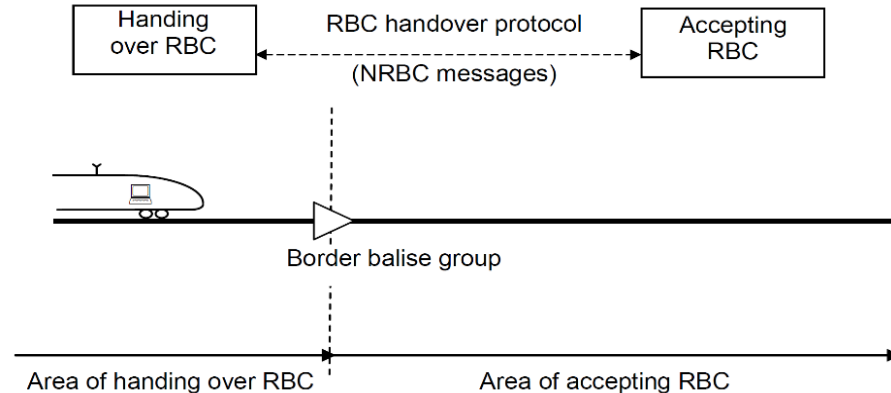 Handing
over RBC
RBC handover protocol
(NRBC messages)
Accepting
RBC
Border balise group
Area of handing over RBC
Area of accepting RBC